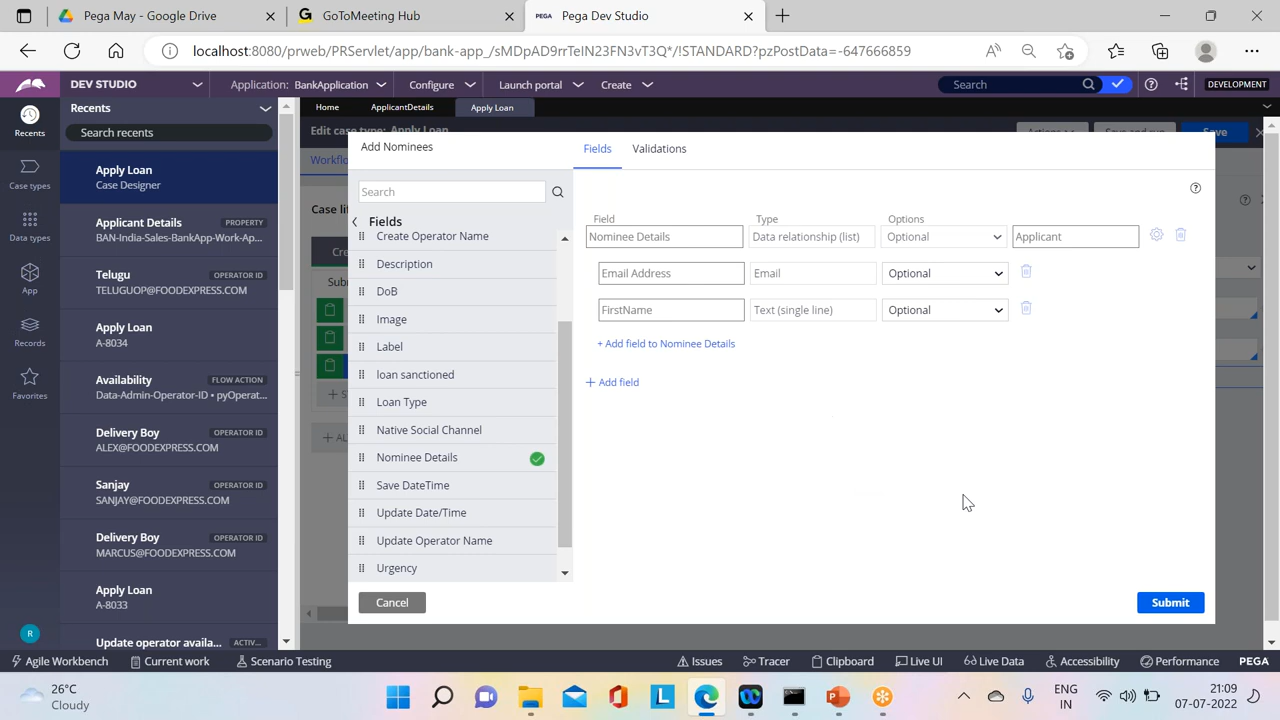 Pega Dev Studio
localhost:8080/prweb/PRServlet/app/bank-app_/sMDpAD9rrTeIN23FN3vT3Q*/!STANDARD?pzPostData=-647666859
DEV STUDIO
Application: BankApplication
Configure
Launch portal
Create
Search
DEVELOPMENT
Recents
Home
ApplicantDetails
Apply Loan
Recents
Search recents
Case types
Data types
App
Records
Favorites
R
Apply Loan
Case Designer
Applicant Details
PROPERTY
BAN-India-Sales-BankApp-Work-Ap...
Telugu
OPERATOR ID
TELUGUOP@FOODEXPRESS.COM
Apply Loan
A-8034
Availability
FLOW ACTION
Data-Admin-Operator-ID • pyOperat...
Delivery Boy
OPERATOR ID
ALEX@FOODEXPRESS.COM
Sanjay
OPERATOR ID
SANJAY@FOODEXPRESS.COM
Delivery Boy
OPERATOR ID
MARCUS@FOODEXPRESS.COM
Apply Loan
A-8033
Update operator availa...
ACTIV...
Edit case type: Apply Loan
Save
Add Nominees
Fields
Validations
Search
Fields
Create Operator Name
Description
DoB
Image
Label
loan sanctioned
Loan Type
Native Social Channel
Nominee Details
Save DateTime
Update Date/Time
Update Operator Name
Urgency
Field
Type
Options
Nominee Details
Data relationship (list)
Optional
Applicant
Email Address
Email
Optional
FirstName
Text (single line)
Optional
+ Add field to Nominee Details
+ Add field
Cancel
Submit
Agile Workbench
Current work
Scenario Testing
Issues
Tracer
Clipboard
Live UI
Live Data
Accessibility
Performance
PEGA
26°C
Cloudy
ENG
IN
21:09
07-07-2022